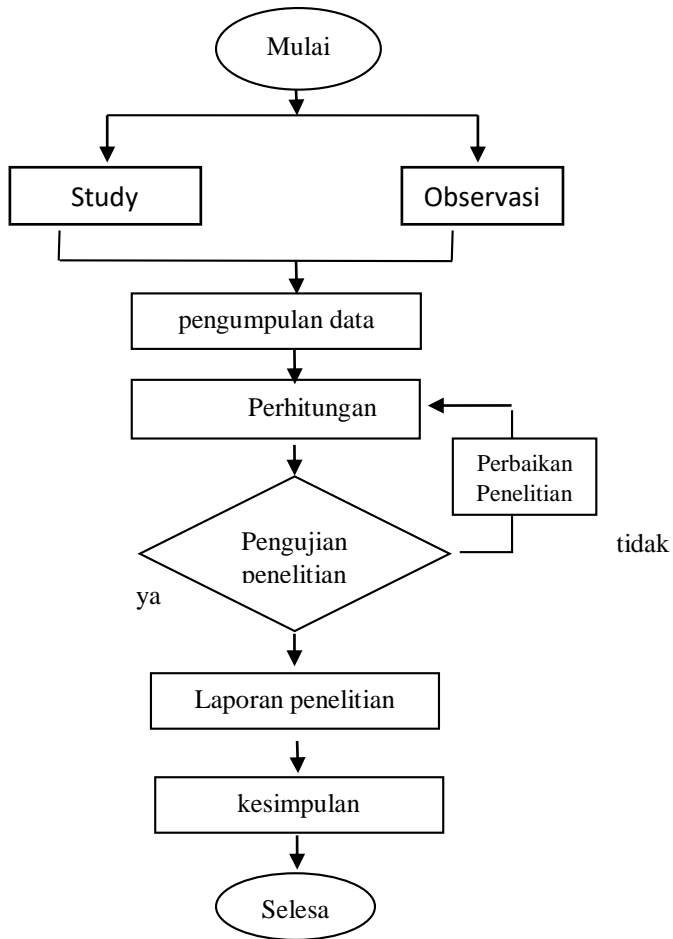 Mulai
Study
Observasi
pengumpulan data
Perhitungan
Perbaikan
Penelitian
Pengujian
penelitian
tidak
ya
Laporan penelitian
kesimpulan
Selesa